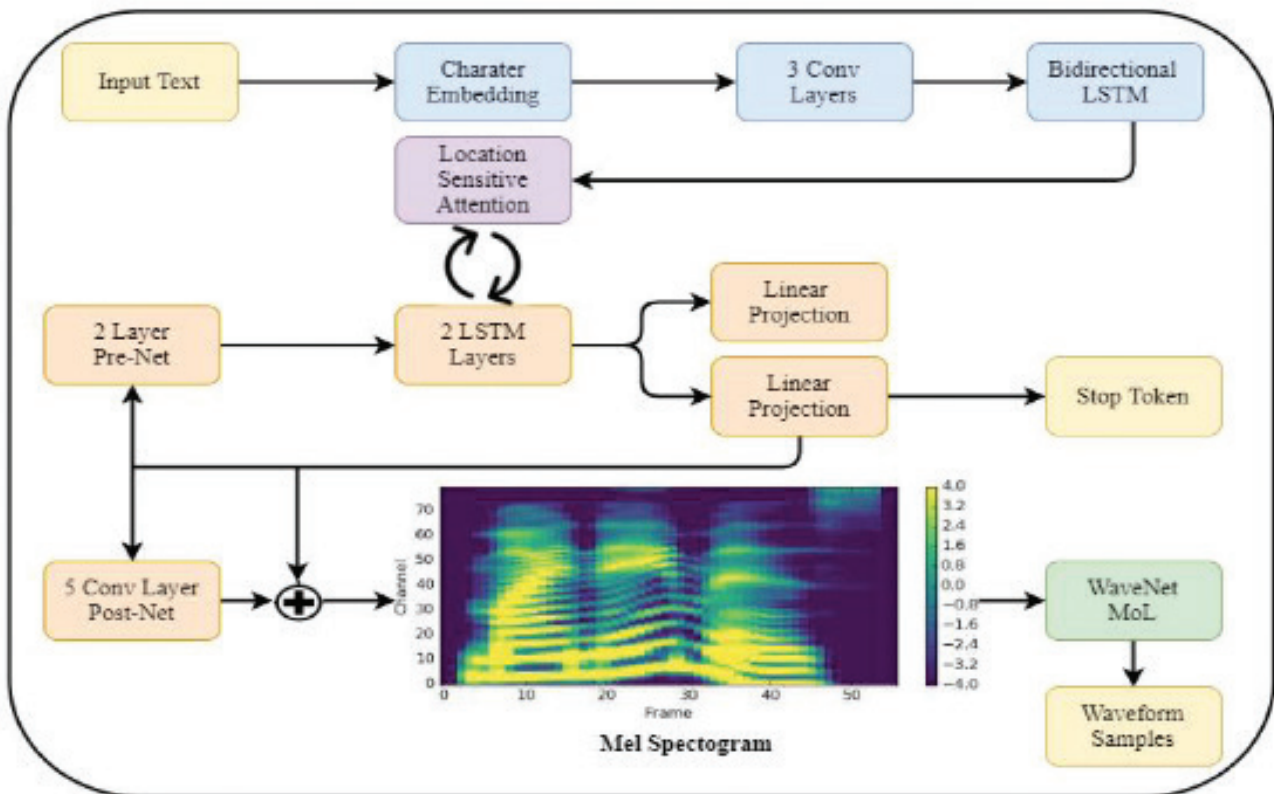 Input Text
Charater
Embedding
3 Conv
Layers
Bidirectional
LSTM
Location
Sensitive
Attention
2 Layer
Pre-Net
2 LSTM
Layers
Linear
Projection
Linear
Projection
Stop Token
5 Conv Layer
Post-Net
Channel
70
60
50
40
30
20
10
0
0
10
20
30
40
50
Frame
4.0
3.2
2.4
1.6
0.8
0.0
−0.8
−1.6
−2.4
−3.2
−4.0
Mel Spectogram
WaveNet
MoL
Waveform
Samples